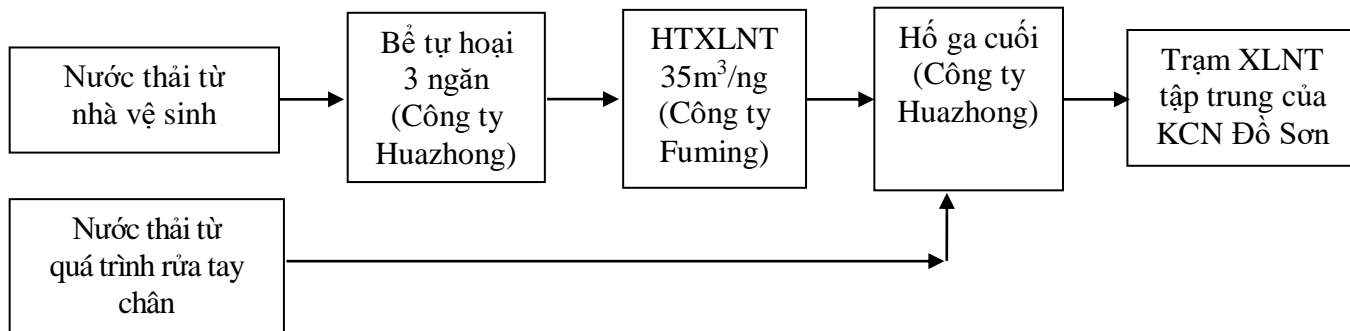 Nước thải từ
nhà vệ sinh
Bể tự hoại
3 ngăn
(Công ty
Huazhong)
HTXLNT
35m³/ng
(Công ty
Fuming)
Hố ga cuối
(Công ty
Huazhong)
Trạm XLNT
tập trung của
KCN Đồ Sơn
Nước thải từ
quá trình rửa tay
chân